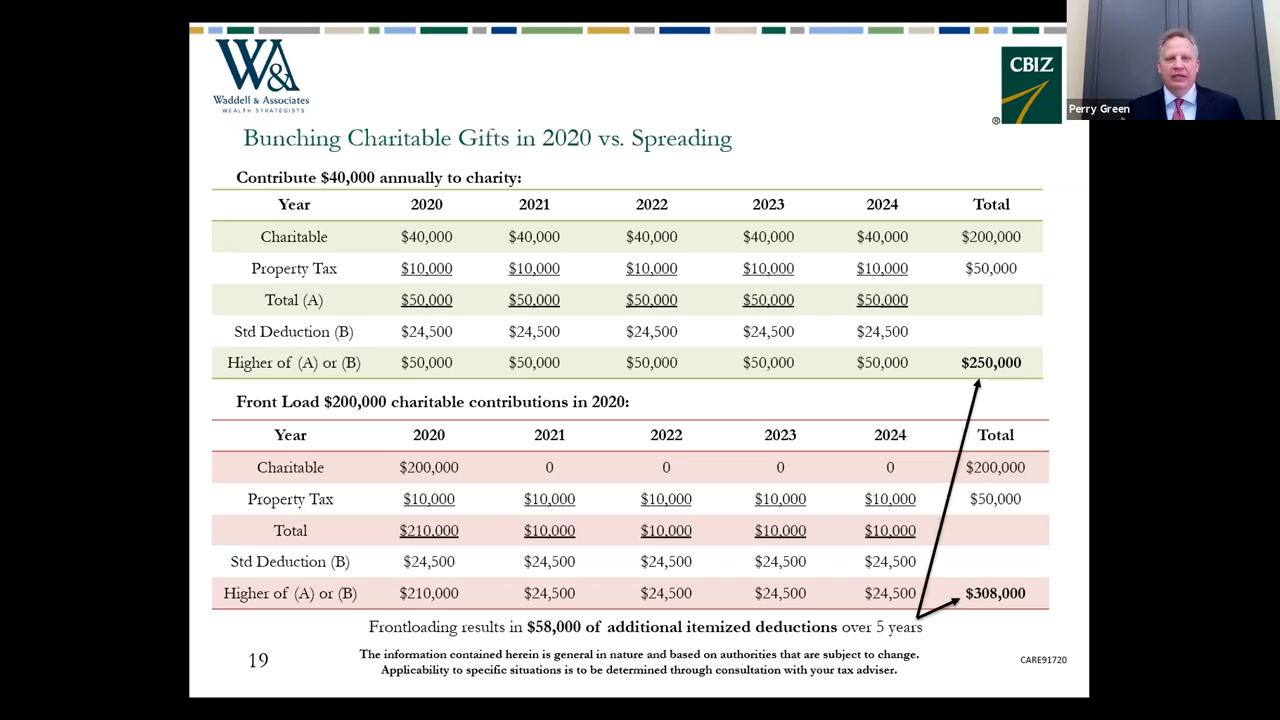 W&
Waddell & Associates
WEALTH STRATEGISTS
CBIZ
®
Perry Green
Bunching Charitable Gifts in 2020 vs. Spreading
Contribute $40,000 annually to charity:
Year 2020 2021 2022 2023 2024 Total
Charitable $40,000 $40,000 $40,000 $40,000 $40,000 $200,000
Property Tax $10,000 $10,000 $10,000 $10,000 $10,000 $50,000
Total (A) $50,000 $50,000 $50,000 $50,000 $50,000
Std Deduction (B) $24,500 $24,500 $24,500 $24,500 $24,500
Higher of (A) or (B) $50,000 $50,000 $50,000 $50,000 $50,000 $250,000
Front Load $200,000 charitable contributions in 2020:
Year 2020 2021 2022 2023 2024 Total
Charitable $200,000 0 0 0 0 $200,000
Property Tax $10,000 $10,000 $10,000 $10,000 $10,000 $50,000
Total $210,000 $10,000 $10,000 $10,000 $10,000
Std Deduction (B) $24,500 $24,500 $24,500 $24,500 $24,500
Higher of (A) or (B) $210,000 $24,500 $24,500 $24,500 $24,500 $308,000
Frontloading results in $58,000 of additional itemized deductions over 5 years
19
The information contained herein is general in nature and based on authorities that are subject to change.
Applicability to specific situations is to be determined through consultation with your tax adviser.
CARE91720